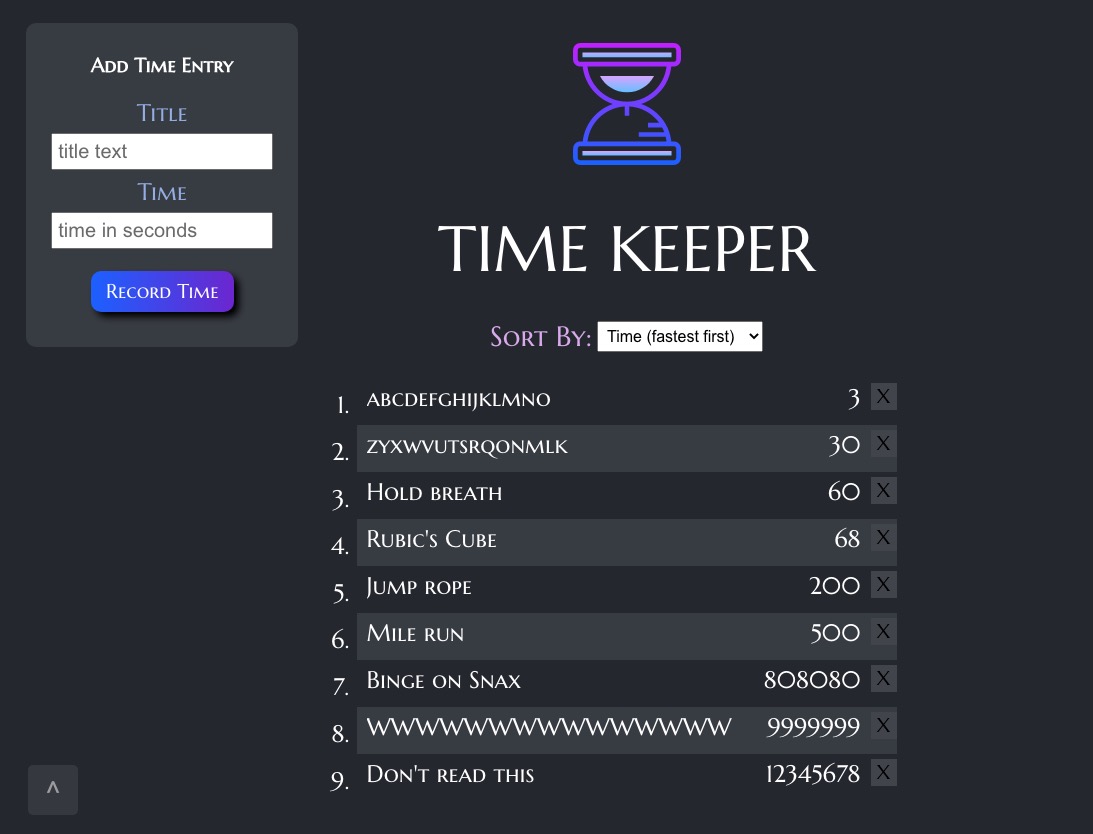 Add Time Entry
Title
title text
Time
time in seconds
Record Time
TIME KEEPER
Sort By: Time (fastest first)
1. abcdefghijklmno 3 X
2. zyxwvutsrqonmlk 30 X
3. Hold breath 60 X
4. Rubic's Cube 68 X
5. Jump rope 200 X
6. Mile run 500 X
7. Binge on Snax 808080 X
8. WWWWWWWWWWWWWWW 9999999 X
9. Don't read this 12345678 X
^